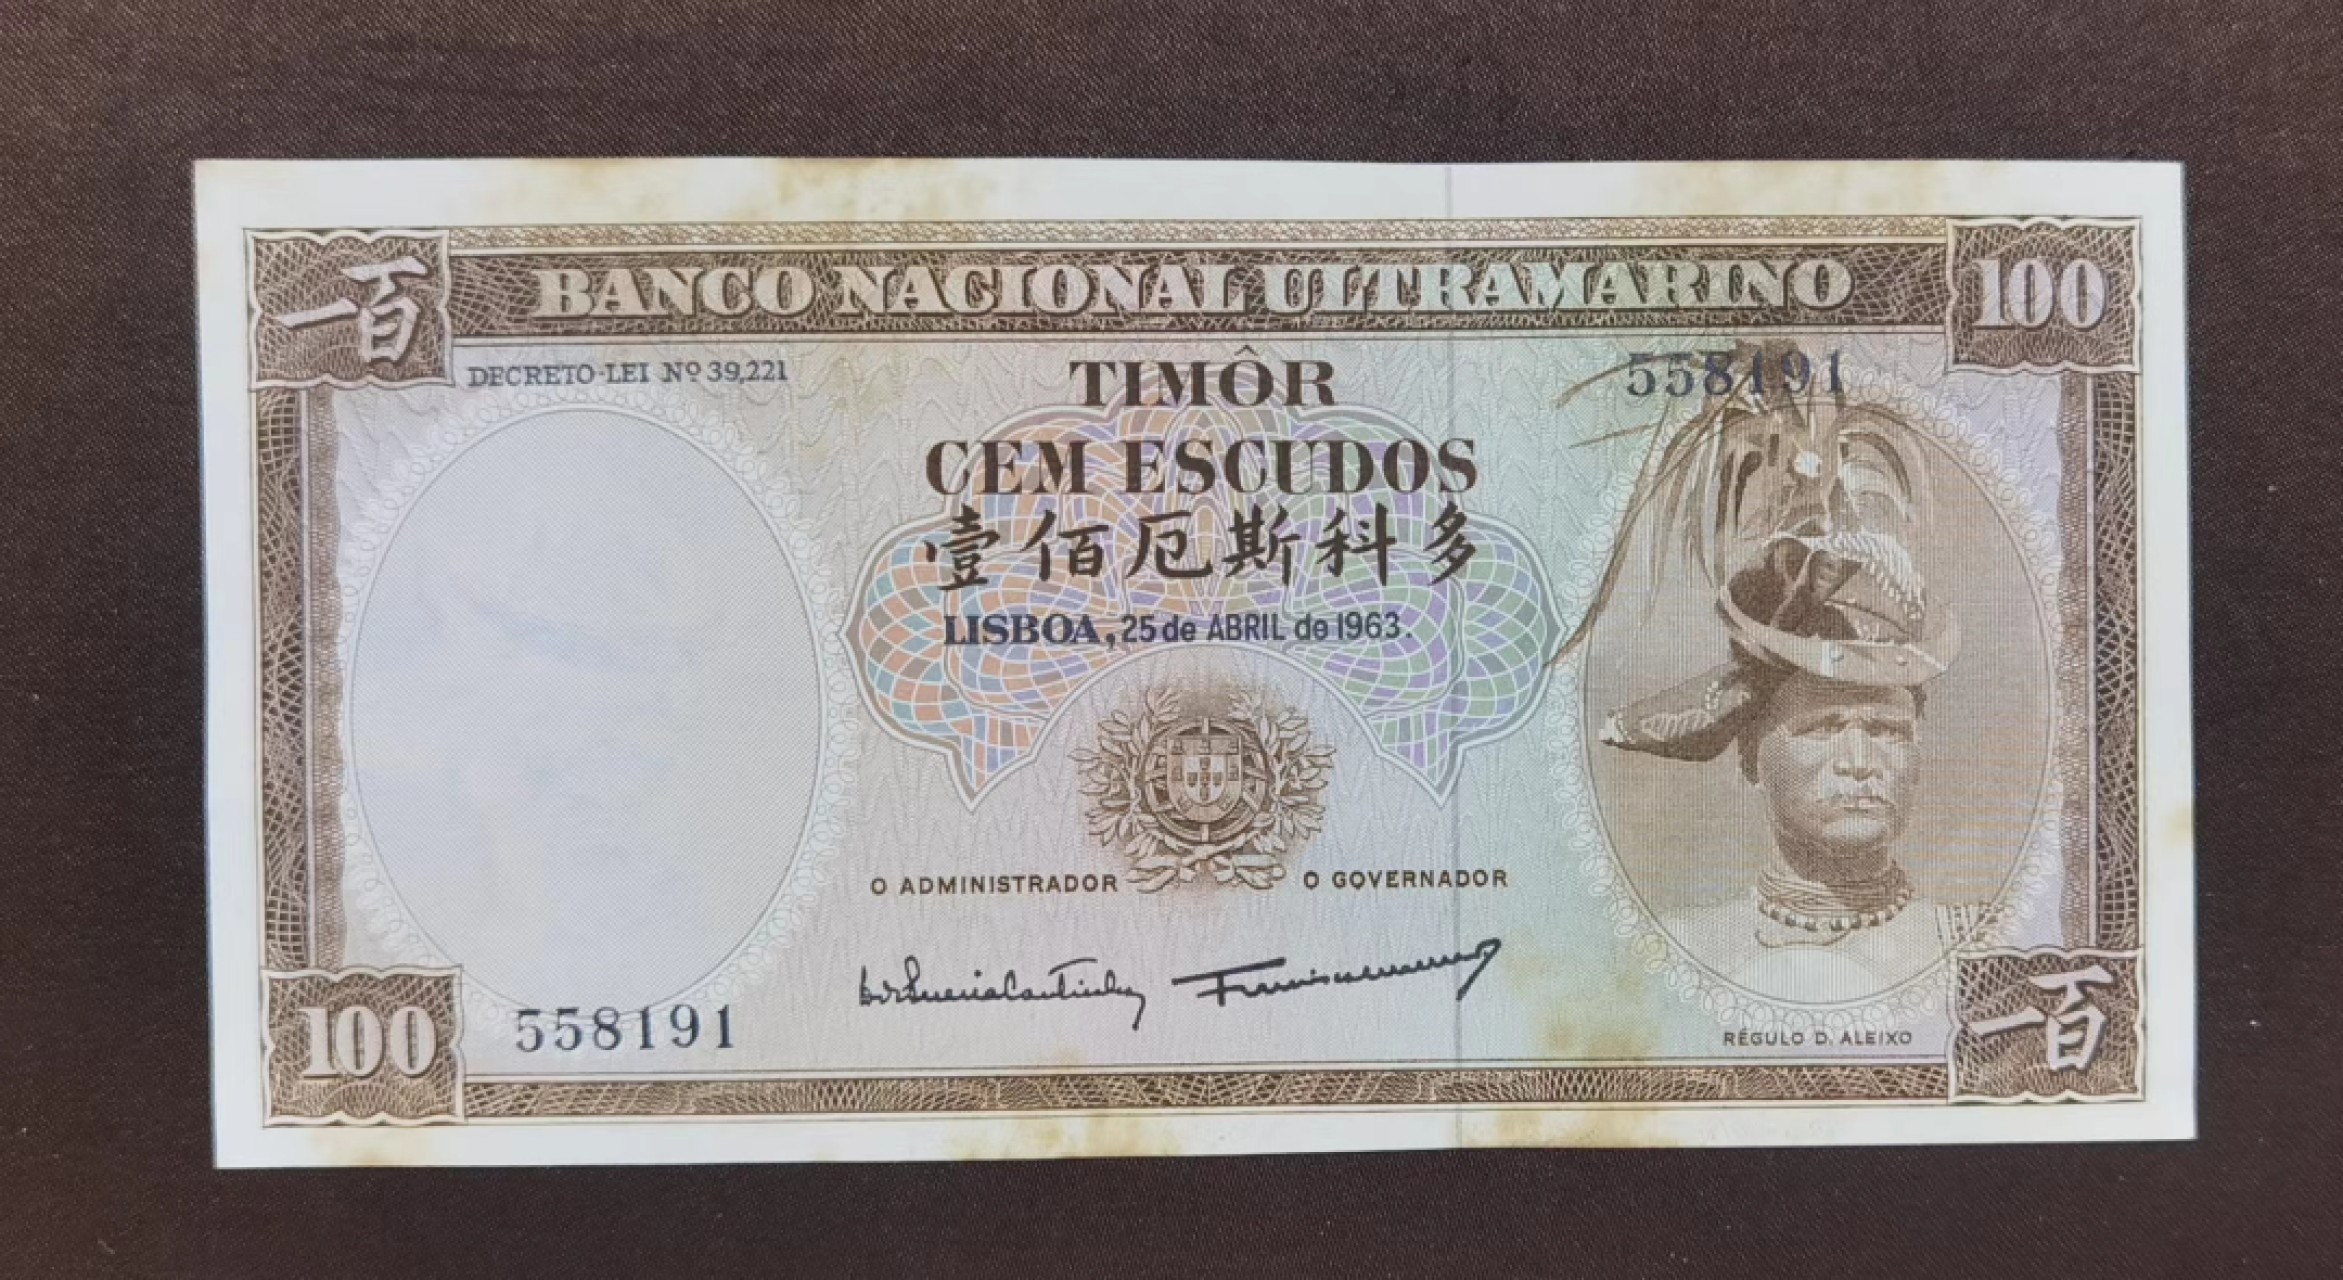 一百
BANCO NACIONAL ULTRAMARINO
100
DECRETO-LEI Nº 39,221
TIMÔR
558191
CEM ESCUDOS
壹佰厄斯科多
LISBOA, 25 de ABRIL de 1963.
O ADMINISTRADOR
O GOVERNADOR
100
558191
RÉGULO D. ALEIXO
一百